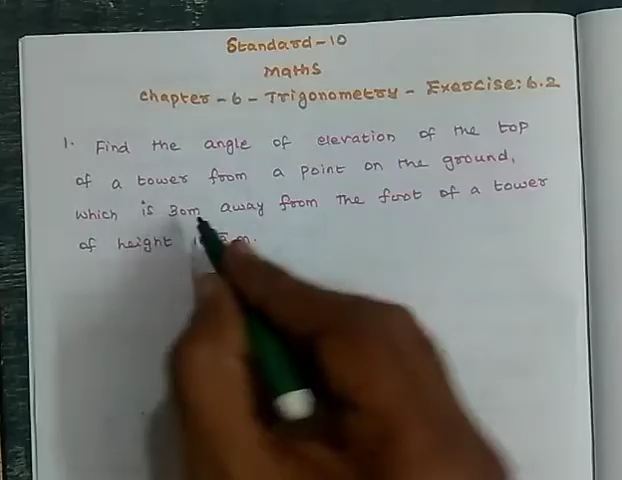 Standard-10
Maths
Chapter-6-Trigonometry-Exercise:6.2
1. Find the angle of elevation of the top
of a tower from a point on the ground,
which is 30m away from the foot of a tower
of height m.